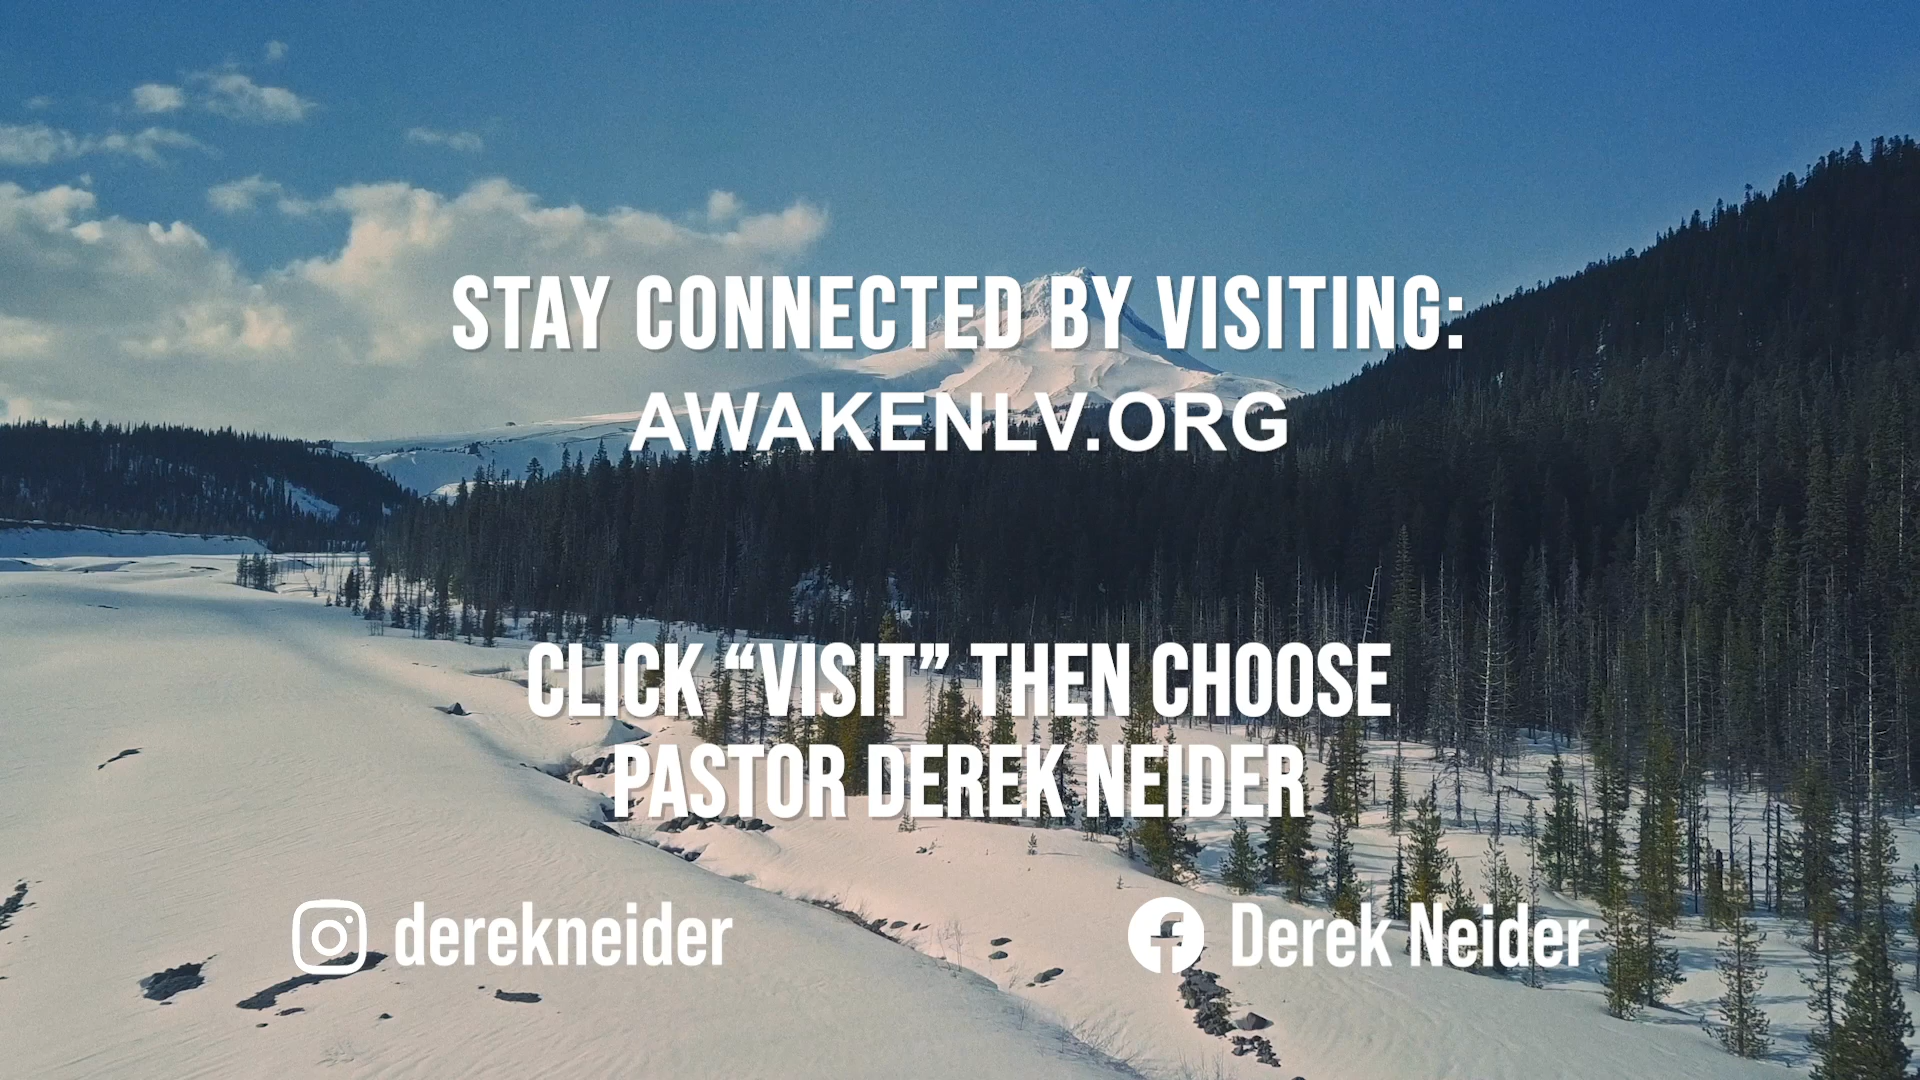 STAY CONNECTED BY VISITING:
AWAKENLV.ORG
CLICK “VISIT” THEN CHOOSE
PASTOR DEREK NEIDER
derekneider
Derek Neider